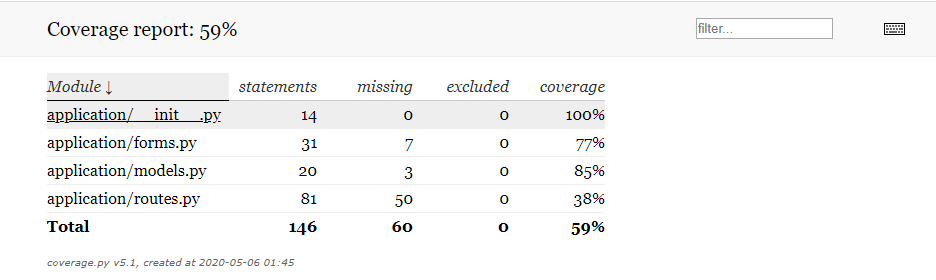 Coverage report: 59%
filter...
Module ↓ statements missing excluded coverage
application/__init__.py 14 0 0 100%
application/forms.py 31 7 0 77%
application/models.py 20 3 0 85%
application/routes.py 81 50 0 38%
Total 146 60 0 59%
coverage.py v5.1, created at 2020-05-06 01:45